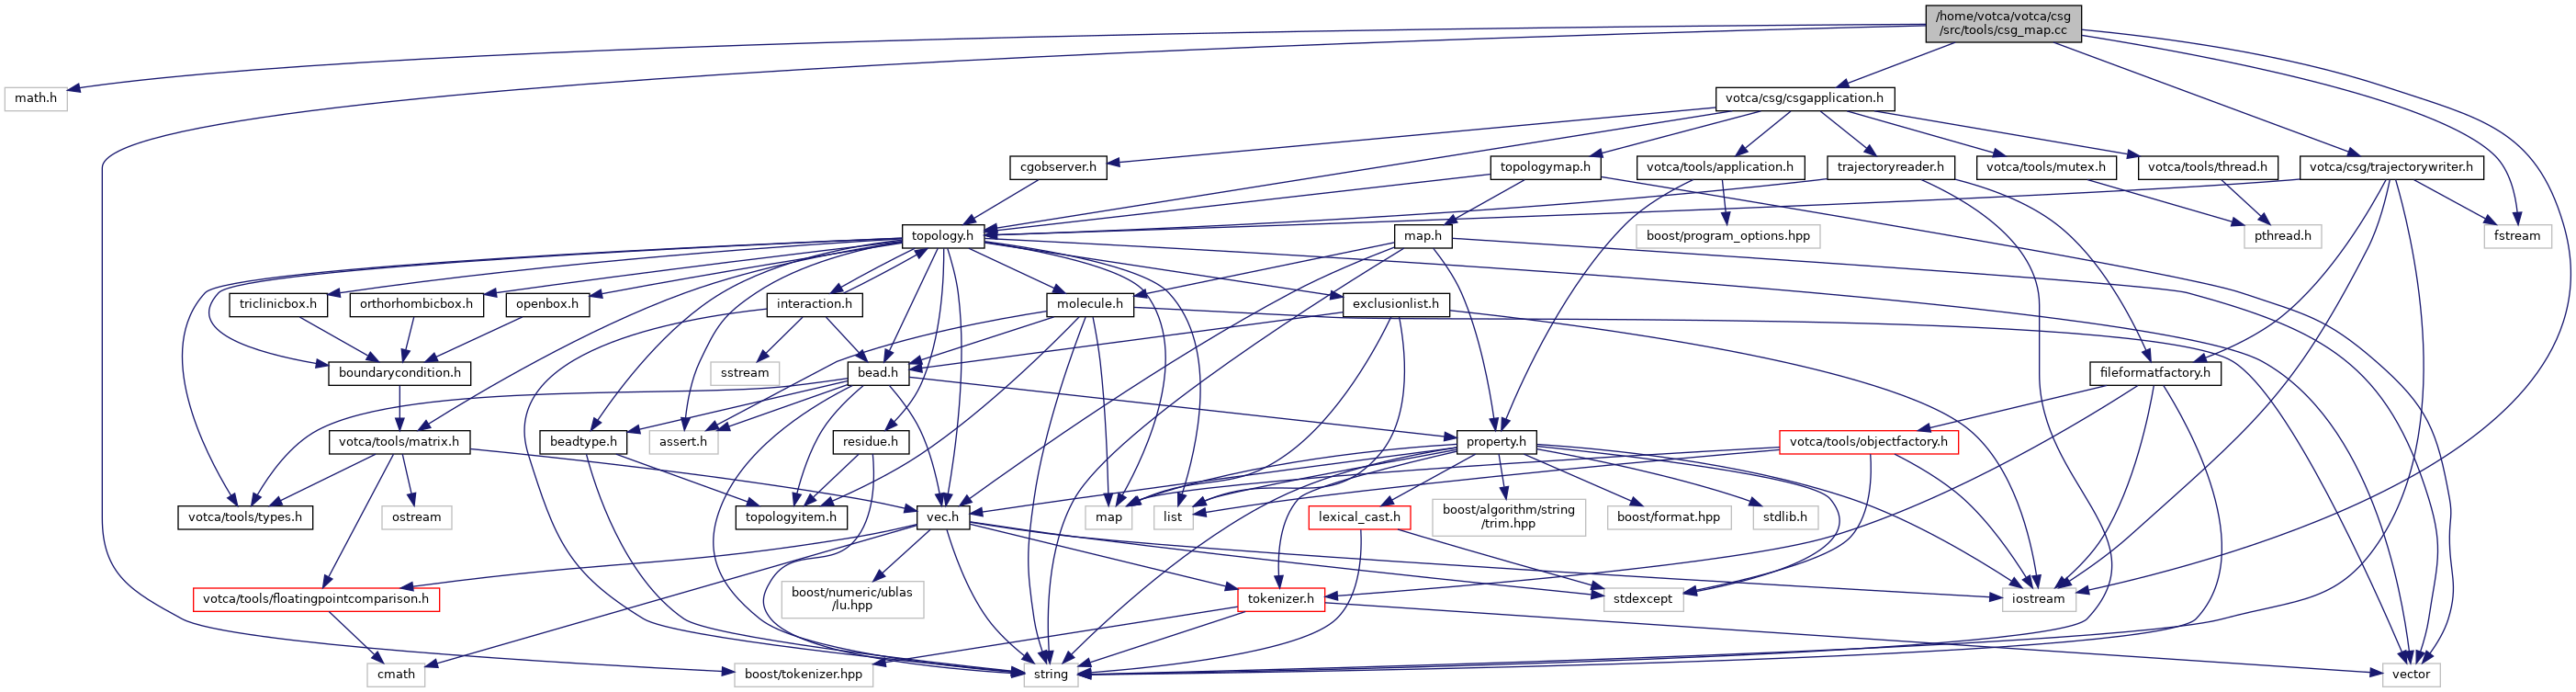 /home/votca/votca/csg
/src/tools/csg_map.cc
math.h
votca/csg/csgapplication.h
cgobserver.h
topologymap.h
votca/tools/application.h
trajectoryreader.h
votca/tools/mutex.h
votca/tools/thread.h
votca/csg/trajectorywriter.h
topology.h
map.h
boost/program_options.hpp
pthread.h
fstream
triclinicbox.h
orthorhombicbox.h
openbox.h
interaction.h
molecule.h
exclusionlist.h
boundarycondition.h
sstream
bead.h
fileformatfactory.h
votca/tools/matrix.h
beadtype.h
assert.h
residue.h
property.h
votca/tools/objectfactory.h
votca/tools/types.h
ostream
topologyitem.h
vec.h
map
list
lexical_cast.h
boost/algorithm/string
/trim.hpp
boost/format.hpp
stdlib.h
votca/tools/floatingpointcomparison.h
boost/numeric/ublas
/lu.hpp
tokenizer.h
stdexcept
iostream
cmath
boost/tokenizer.hpp
string
vector